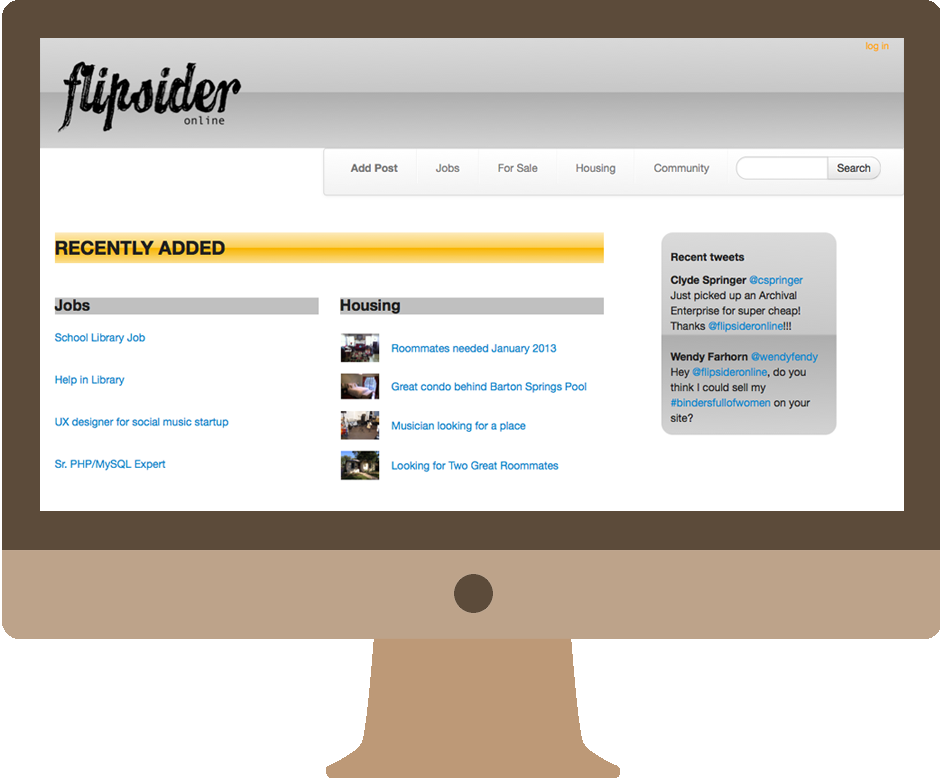 log in
flipsider
online
Add Post Jobs For Sale Housing Community Search
RECENTLY ADDED
Jobs
School Library Job
Help in Library
UX designer for social music startup
Sr. PHP/MySQL Expert
Housing
Roommates needed January 2013
Great condo behind Barton Springs Pool
Musician looking for a place
Looking for Two Great Roommates
Recent tweets
Clyde Springer @cspringer
Just picked up an Archival
Enterprise for super cheap!
Thanks @flipsideronline!!!
Wendy Farhorn @wendyfendy
Hey @flipsideronline, do you
think I could sell my
#bindersfullofwomen on your
site?